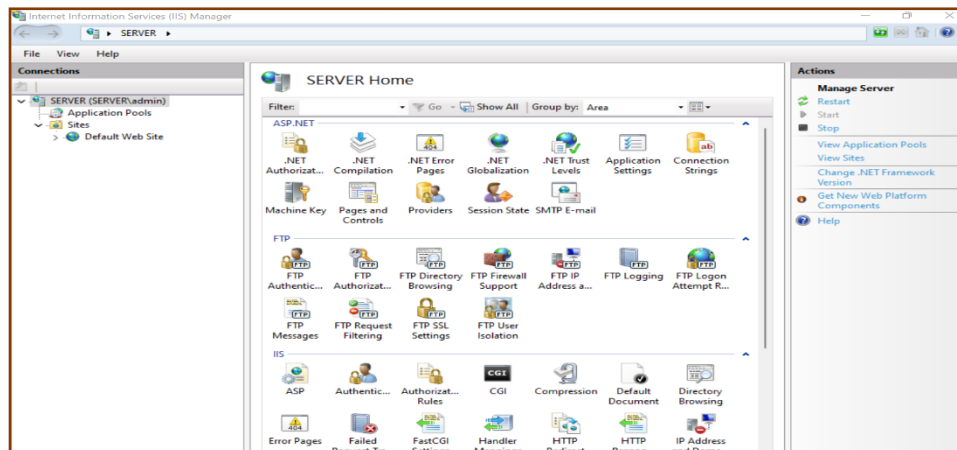 Internet Information Services (IIS) Manager
SERVER
File View Help
Connections
SERVER (SERVER\admin)
Application Pools
Sites
Default Web Site
SERVER Home
Filter: Go Show All Group by: Area
ASP.NET
.NET Authorizat...
.NET Compilation
.NET Error Pages
.NET Globalization
.NET Trust Levels
Application Settings
Connection Strings
Machine Key
Pages and Controls
Providers
Session State
SMTP E-mail
FTP
FTP Authentic...
FTP Authorizat...
FTP Directory Browsing
FTP Firewall Support
FTP IP Address a...
FTP Logging
FTP Logon Attempt R...
FTP Messages
FTP Request Filtering
FTP SSL Settings
FTP User Isolation
IIS
ASP
Authentic...
Authorizat... Rules
CGI
Compression
Default Document
Directory Browsing
Error Pages
Failed
FastCGI
Handler
HTTP
HTTP
IP Address
Actions
Manage Server
Restart
Start
Stop
View Application Pools
View Sites
Change .NET Framework
Version
Get New Web Platform
Components
Help